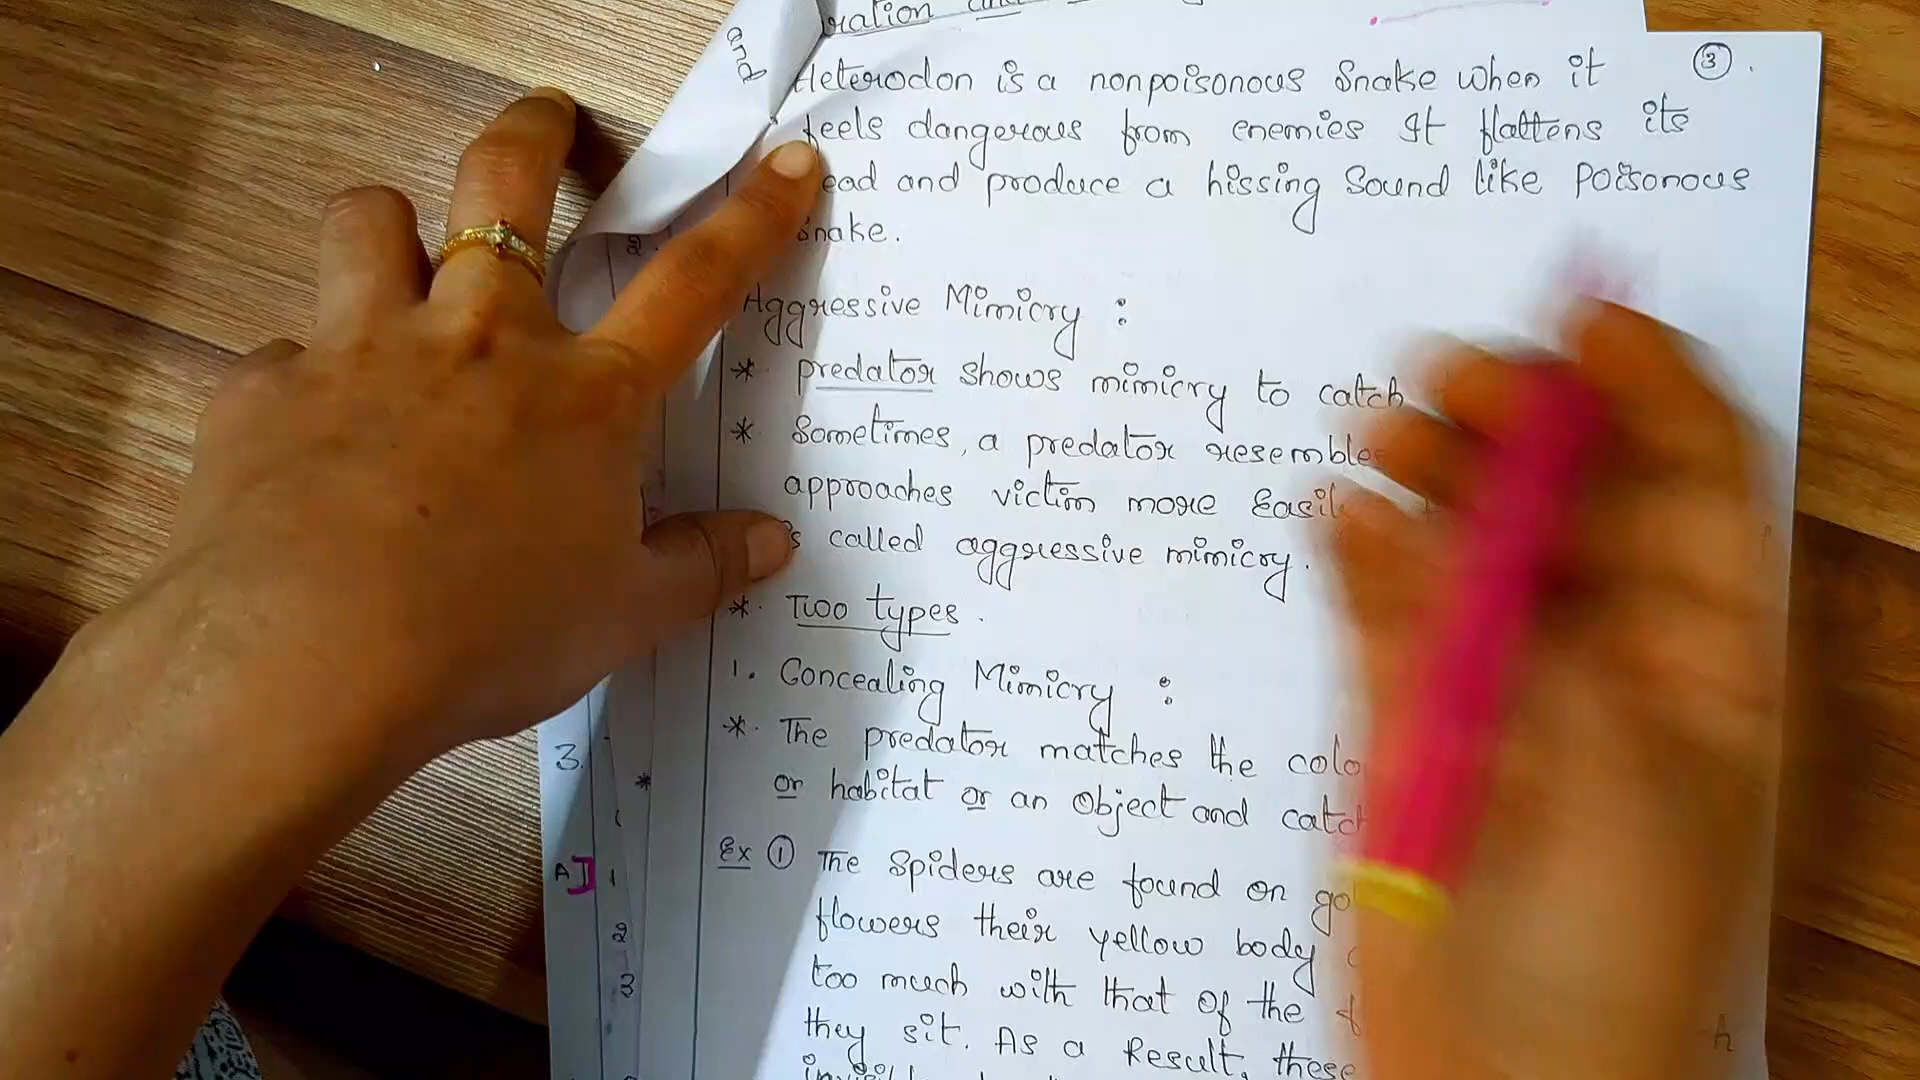 and
③
Heterodon is a nonpoisonous snake when it
feels dangerous from enemies It flattens its
ead and produce a hissing sound like poisonous
snake.
Aggressive Mimicry :
* predator shows mimicry to catch
* Sometimes, a predator resemble
approaches victim more easil
is called aggressive mimicry.
* Two types.
1. Concealing Mimicry :
* The predator matches the colo
or habitat or an object and catch
Ex ① The spiders are found on go
flowers their yellow body
too much with that of the f
they sit. As a Result, these
2.
3.
*
A] 1
2
3